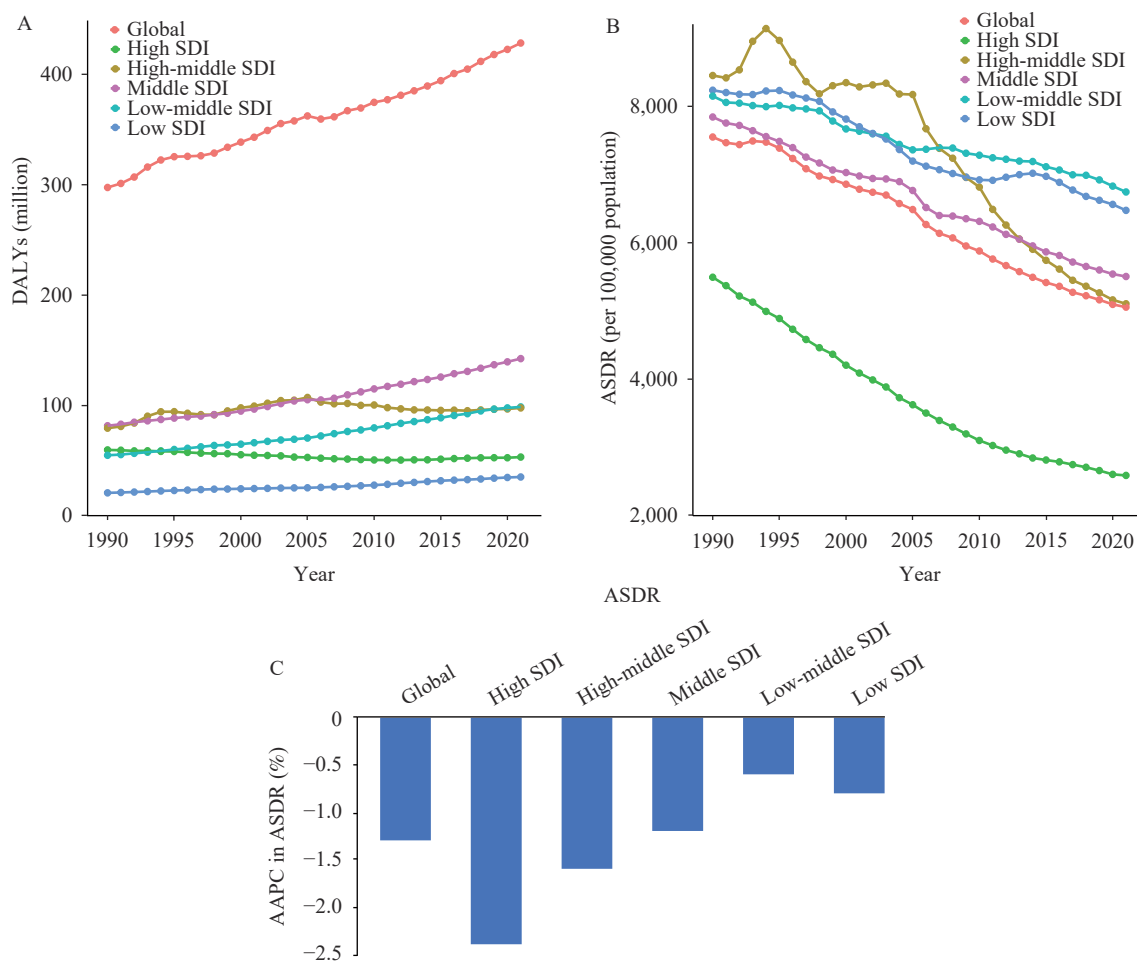 A
Global
High SDI
High-middle SDI
Middle SDI
Low-middle SDI
Low SDI
DALYs (million)
400
300
200
100
0
1990 1995 2000 2005 2010 2015 2020
Year
B
Global
High SDI
High-middle SDI
Middle SDI
Low-middle SDI
Low SDI
ASDR (per 100,000 population)
8,000
6,000
4,000
2,000
1990 1995 2000 2005 2010 2015 2020
Year
ASDR
C
Global
High SDI
High-middle SDI
Middle SDI
Low-middle SDI
Low SDI
AAPC in ASDR (%)
0
−0.5
−1.0
−1.5
−2.0
−2.5